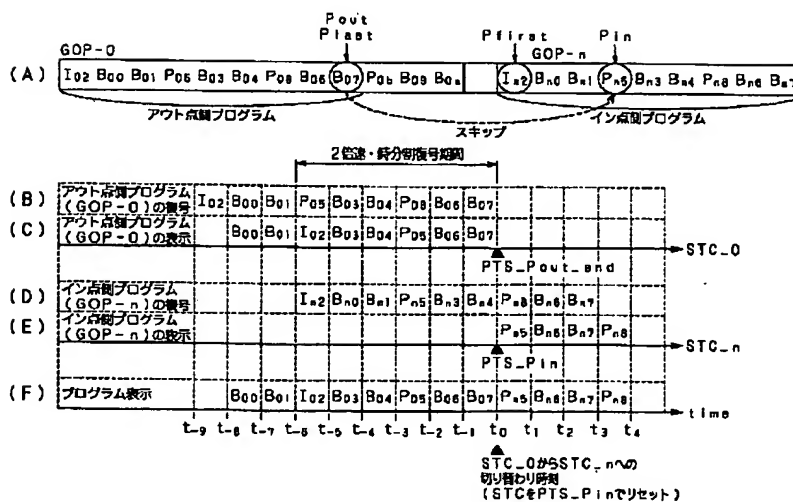 Pout
Plast
Pfirst
Pin
GOP-0
GOP-n
(A)
I02 B00 B01 P05 B03 B04 P08 B06 B07 P0b B09 B0a
In2 Bn0 Bn1 Pn5 Bn3 Bn4 Pn8 Bn6 Bn7
アウト点側プログラム
スキップ
イン点側プログラム
2倍速・時分割復号期間
(B)
アウト点側プログラム
(GOP-0)の復号
I02 B00 B01 P05 B03 B04 P08 B06 B07
(C)
アウト点側プログラム
(GOP-0)の表示
B00 B01 I02 B03 B04 P05 B06 B07
STC_0
PTS_Pout_end
(D)
イン点側プログラム
(GOP-n)の復号
In2 Bn0 Bn1 Pn5 Bn3 Bn4 Pn8 Bn6 Bn7
(E)
イン点側プログラム
(GOP-n)の表示
Pn5 Bn6 Bn7 Pn8
STC_n
PTS_Pin
(F)
プログラム表示
B00 B01 I02 B03 B04 P05 B06 B07 Pn5 Bn6 Bn7 Pn8
time
t-9 t-8 t-7 t-6 t-5 t-4 t-3 t-2 t-1 t0 t1 t2 t3 t4
STC_0からSTC_nへの
切り替わり時刻
(STCをPTS_Pinでリセット)